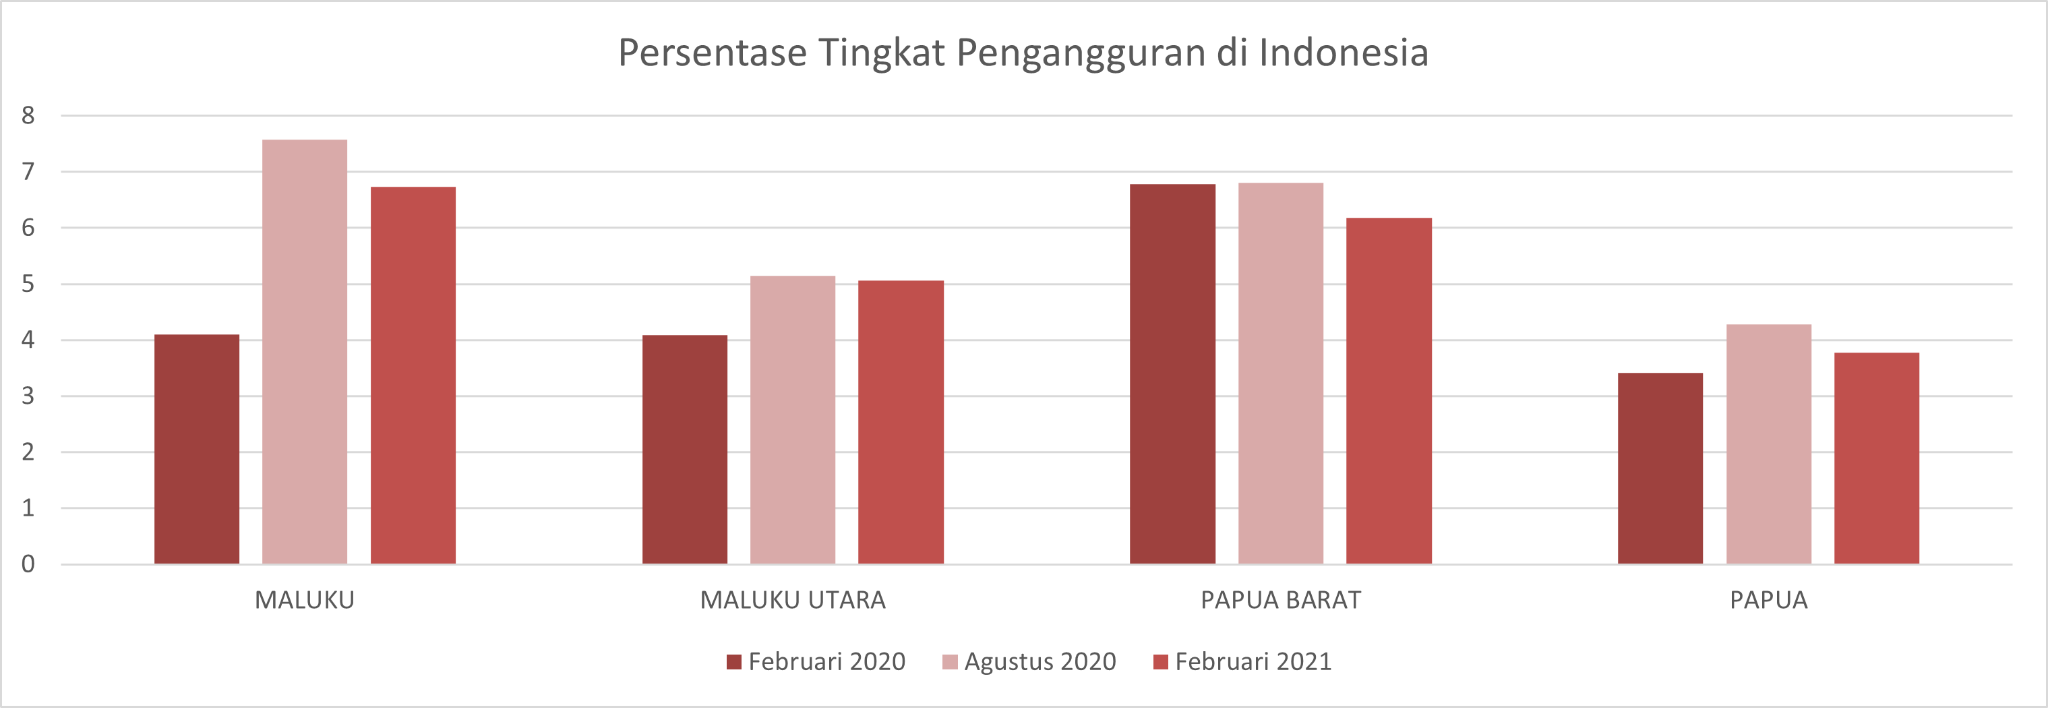 Persentase Tingkat Pengangguran di Indonesia
8
7
6
5
4
3
2
1
0
MALUKU
MALUKU UTARA
PAPUA BARAT
PAPUA
Februari 2020
Agustus 2020
Februari 2021